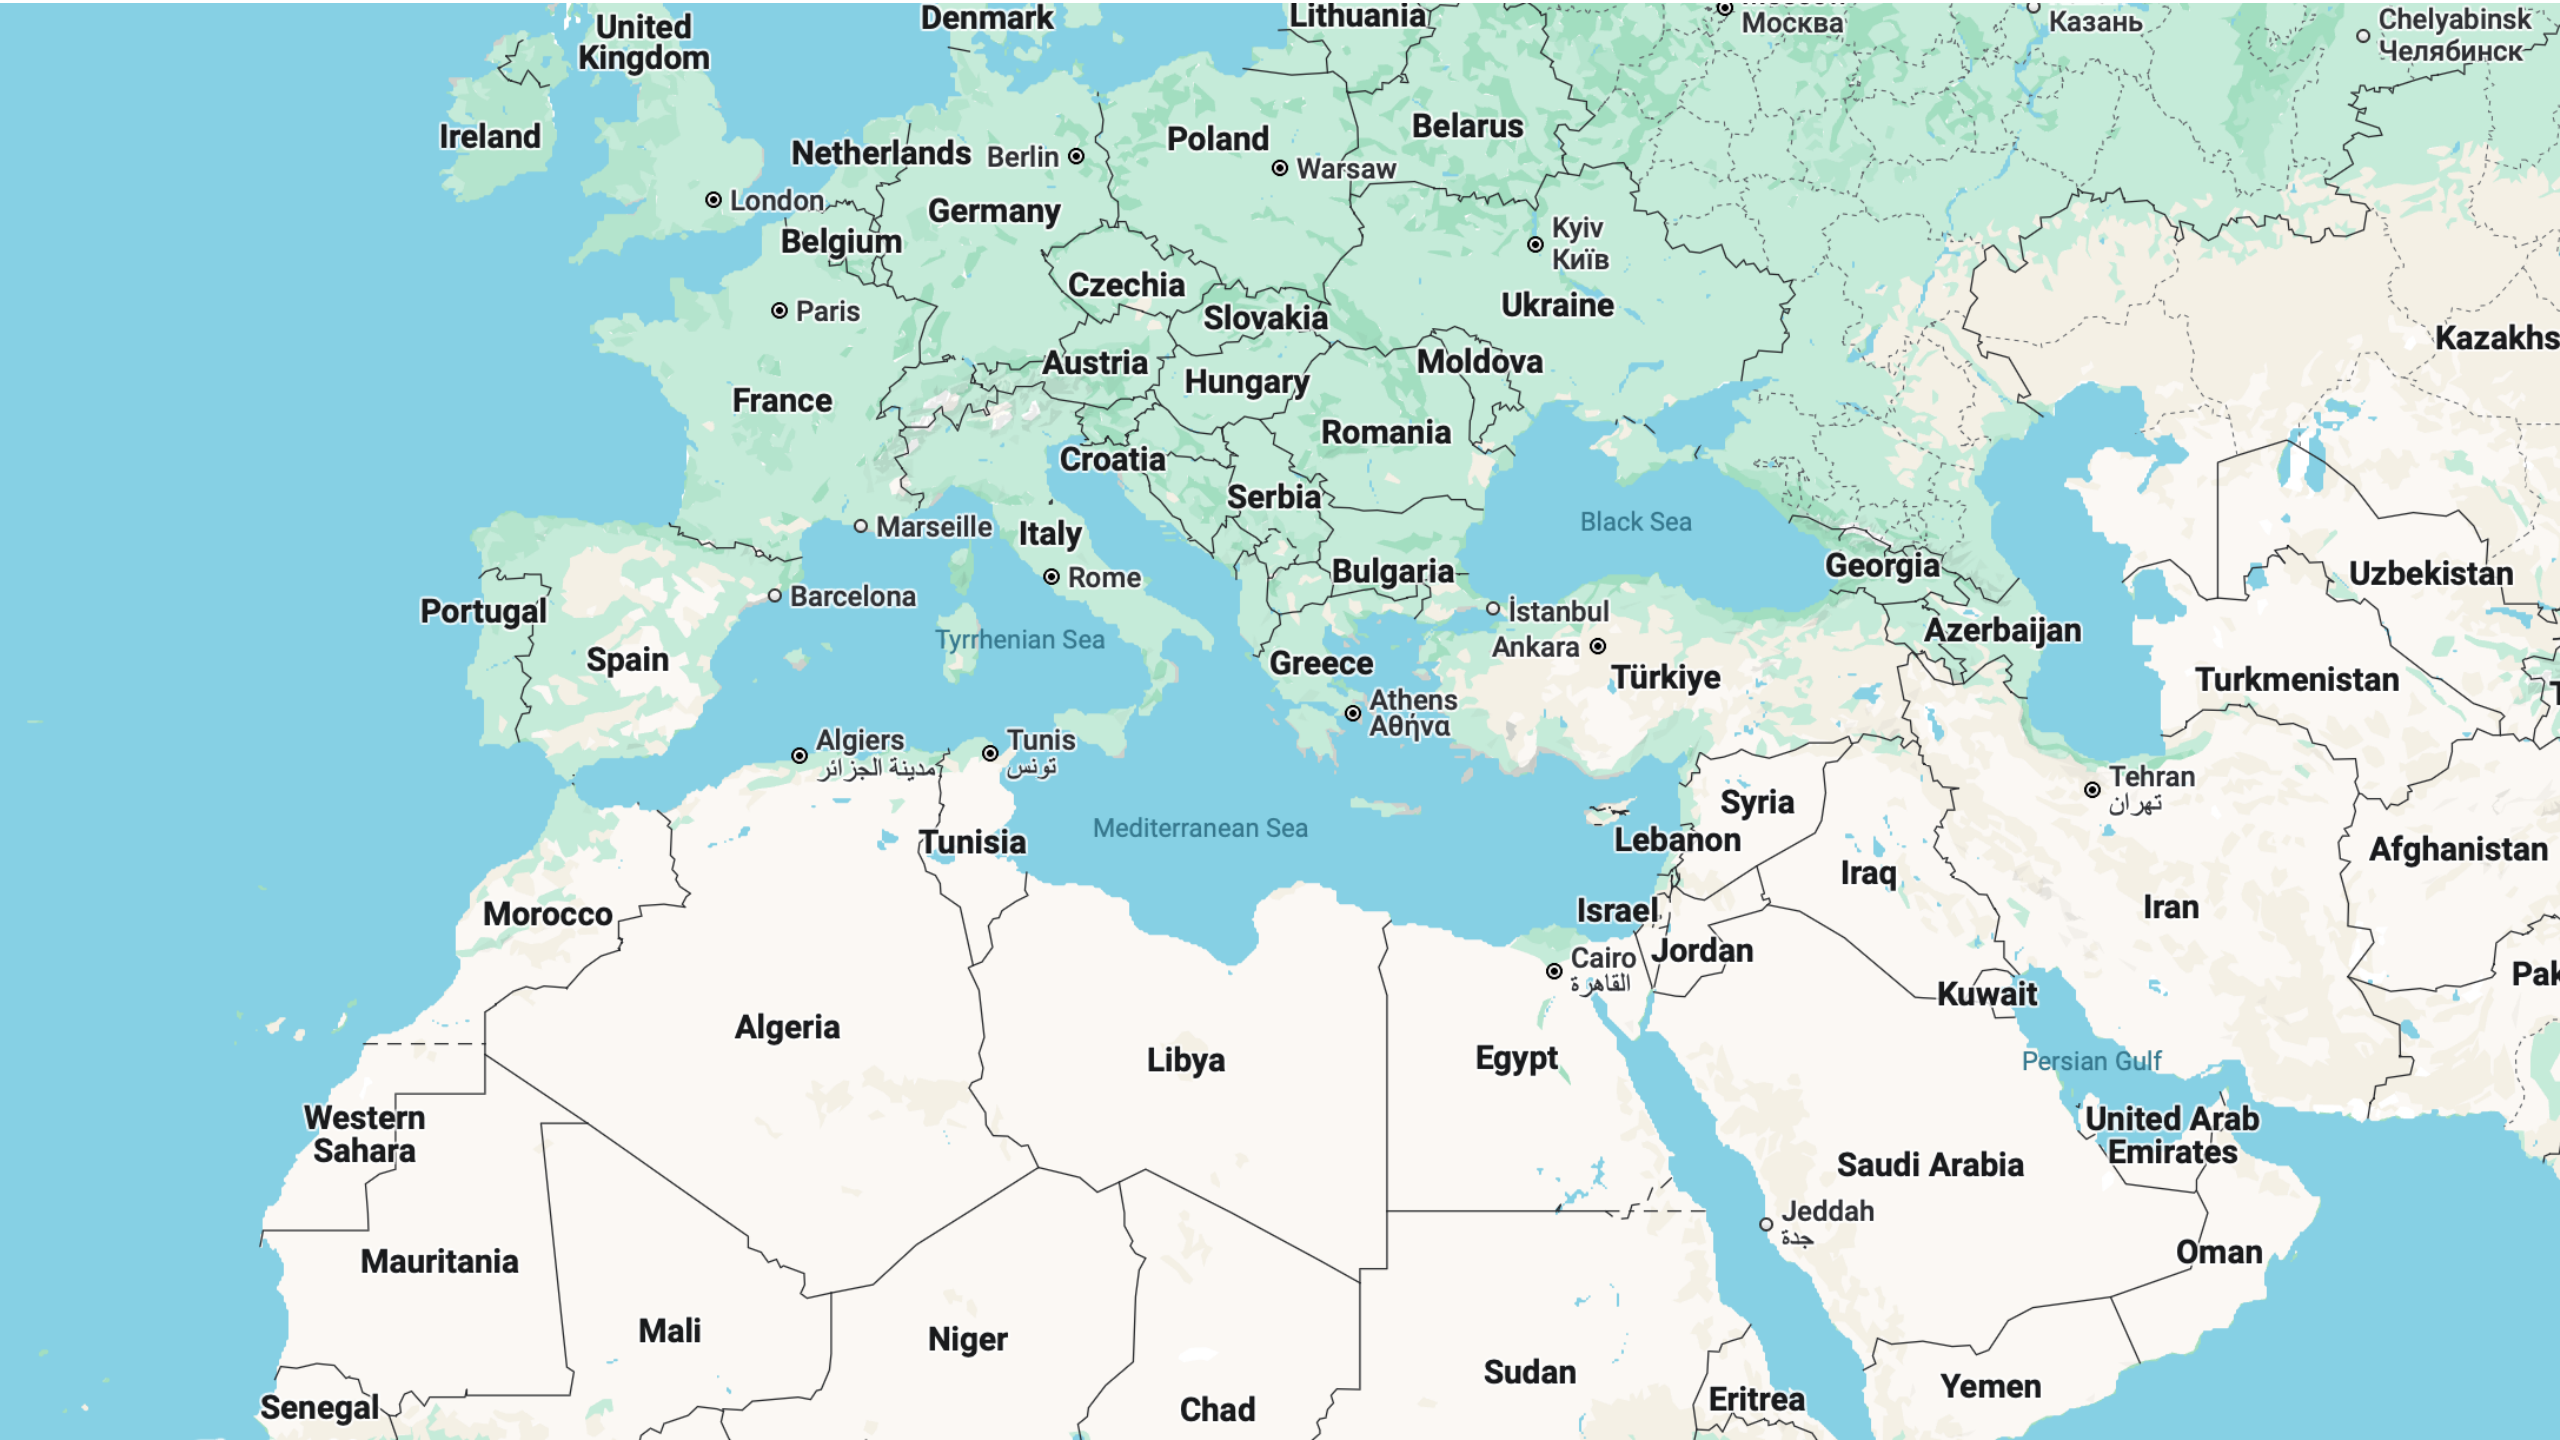 United
Kingdom
Denmark
Lithuania
Москва
Казань
Chelyabinsk
Челябинск
Ireland
Netherlands
Berlin
Poland
Warsaw
Belarus
London
Germany
Belgium
Kyiv
Київ
Czechia
Paris
Slovakia
Ukraine
Kazakhs
Austria
Hungary
Moldova
France
Romania
Croatia
Serbia
Marseille
Italy
Black Sea
Georgia
Bulgaria
Rome
Uzbekistan
Barcelona
Portugal
İstanbul
Azerbaijan
Tyrrhenian Sea
Ankara
Spain
Greece
Türkiye
Turkmenistan
Athens
Αθήνα
Algiers
مدينة الجزائر
Tunis
تونس
Tehran
تهران
Syria
Mediterranean Sea
Tunisia
Lebanon
Afghanistan
Iraq
Morocco
Israel
Iran
Jordan
Cairo
القاهرة
Pak
Kuwait
Algeria
Libya
Egypt
Persian Gulf
Western
Sahara
United Arab
Emirates
Saudi Arabia
Jeddah
جدة
Mauritania
Oman
Mali
Niger
Sudan
Yemen
Senegal
Chad
Eritrea